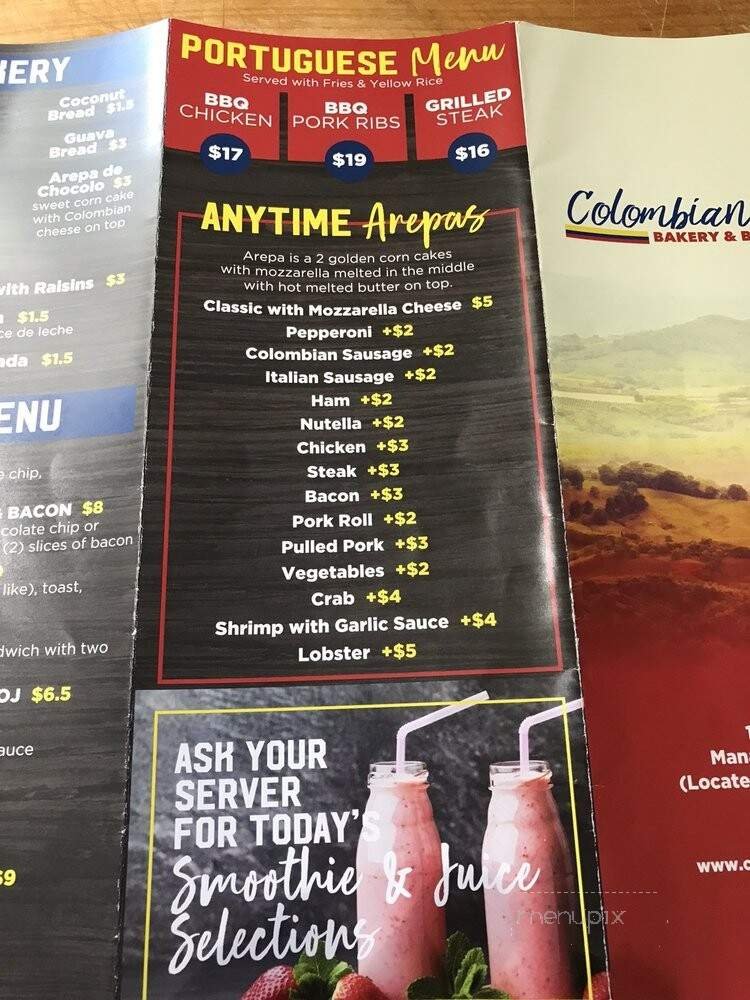 ERY
Coconut
Bread $1.5
Guava
Bread $3
Arepa de
Chocolo $3
sweet corn cake
with Colombian
cheese on top
with Raisins $3
$1.5
ce de leche
$1.5
ENU
chip,
BACON $8
colate chip or
(2) slices of bacon
like), toast,
dwich with two
OJ $6.5
auce
$9
PORTUGUESE Menu
Served with Fries & Yellow Rice
BBQ
CHICKEN
$17
BBQ
PORK RIBS
$19
GRILLED
STEAK
$16
ANYTIME Arepas
Arepa is a 2 golden corn cakes
with mozzarella melted in the middle
with hot melted butter on top.
Classic with Mozzarella Cheese $5
Pepperoni +$2
Colombian Sausage +$2
Italian Sausage +$2
Ham +$2
Nutella +$2
Chicken +$3
Steak +$3
Bacon +$3
Pork Roll +$2
Pulled Pork +$3
Vegetables +$2
Crab +$4
Shrimp with Garlic Sauce +$4
Lobster +$5
ASK YOUR
SERVER
FOR TODAY'S
Smoothie & Juice
Selections
Colombian
BAKERY & B
Man
(Locate
www.c
menupix